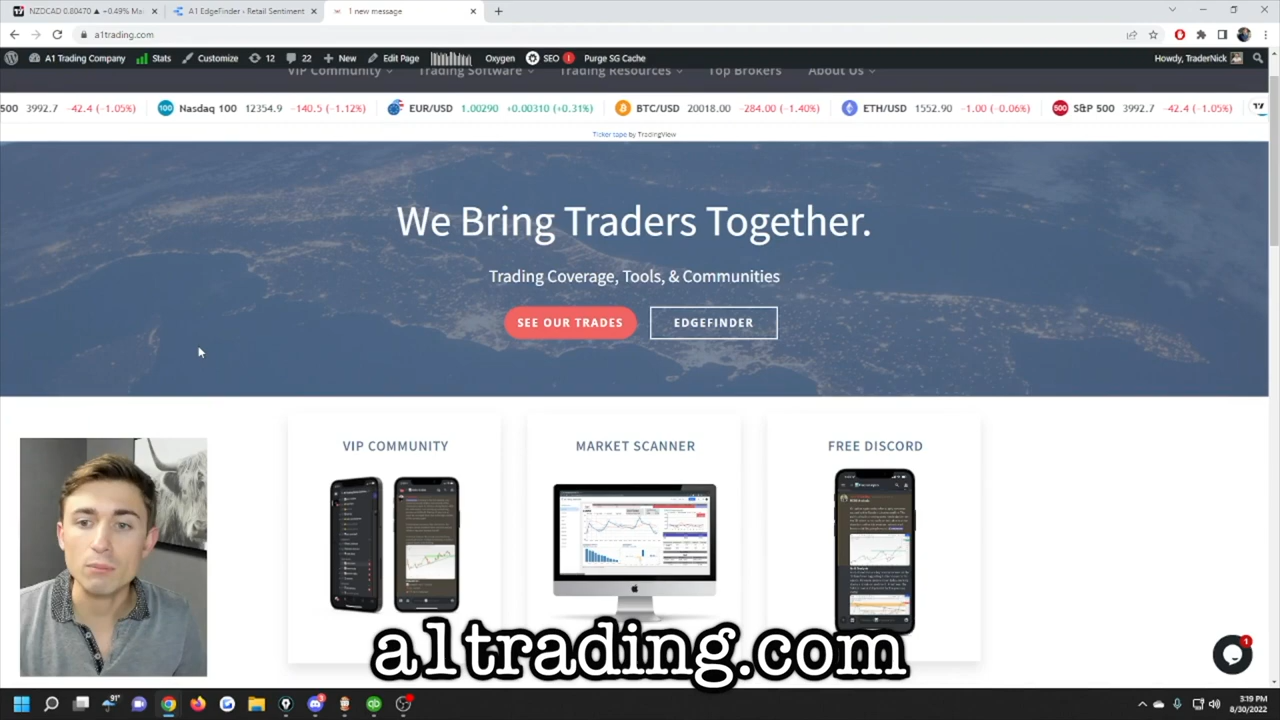 NZDCAD 0.80470 ▲ +0.49%
A1 EdgeFinder ‹ Retail Sentiment
1 new message
a1trading.com
A1 Trading Company
Stats
Customize
12
22
New
Edit Page
Oxygen
SEO
!
Purge SG Cache
Howdy, TraderNick
VIP Community
Trading Software
Trading Resources
Top Brokers
About Us
500 3992.7 −42.4 (−1.05%)
100 Nasdaq 100 12354.9 −140.5 (−1.12%)
EUR/USD 1.00290 +0.00310 (+0.31%)
BTC/USD 20018.00 −284.00 (−1.40%)
ETH/USD 1552.90 −1.00 (−0.06%)
500 S&P 500 3992.7 −42.4 (−1.05%)
Ticker tape by TradingView
We Bring Traders Together.
Trading Coverage, Tools, & Communities
SEE OUR TRADES
EDGEFINDER
VIP COMMUNITY
MARKET SCANNER
FREE DISCORD
a1trading.com
1
91°
3:19 PM
8/30/2022